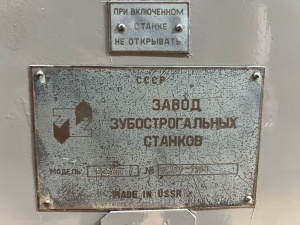 ПРИ ВКЛЮЧЕННОМ
СТАНКЕ
НЕ ОТКРЫВАТЬ
СССР
ЗАВОД
ЗУБОСТРОГАЛЬНЫХ
СТАНКОВ
МОДЕЛЬ №
MADE IN USSR